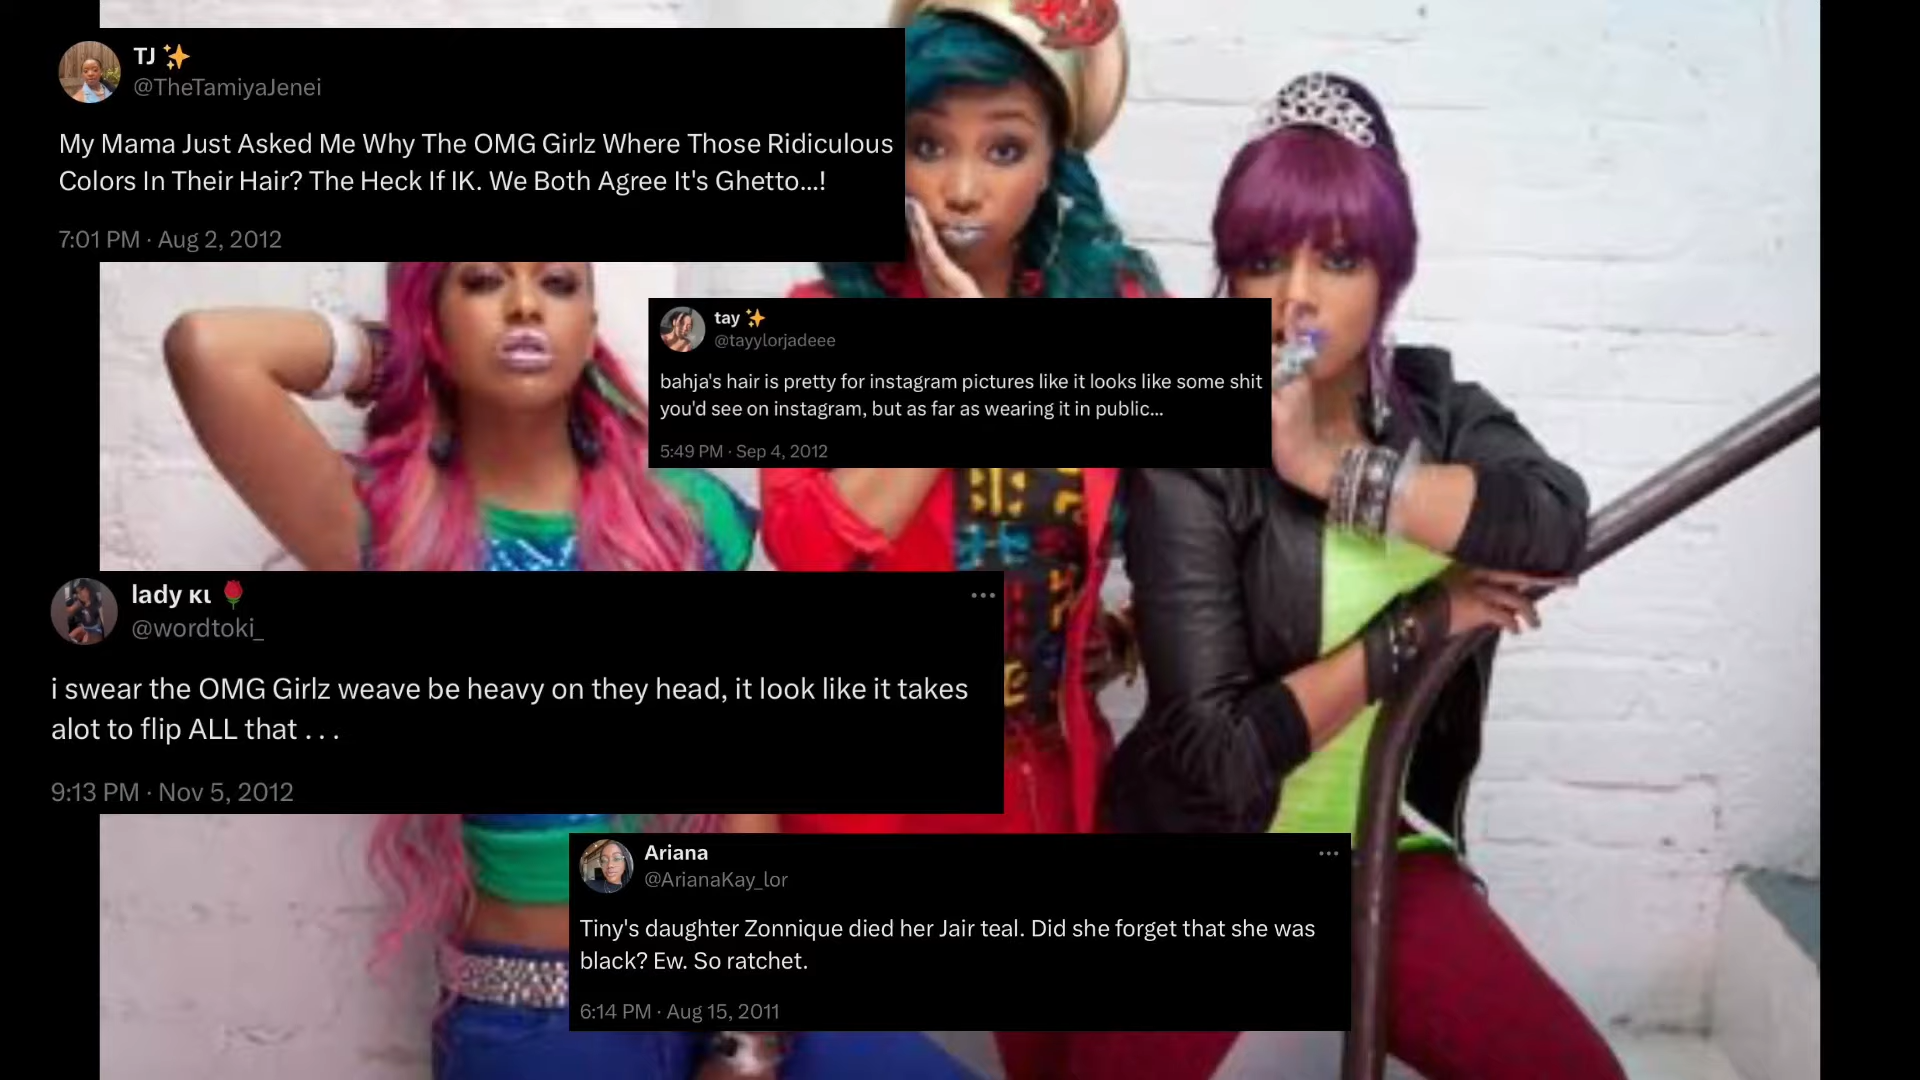 TJ ✨
@TheTamiyaJenei
My Mama Just Asked Me Why The OMG Girlz Where Those Ridiculous
Colors In Their Hair? The Heck If IK. We Both Agree It's Ghetto...!
7:01 PM · Aug 2, 2012
tay ✨
@tayylorjadeee
bahja's hair is pretty for instagram pictures like it looks like some shit
you'd see on instagram, but as far as wearing it in public...
5:49 PM · Sep 4, 2012
lady кι 🌹
@wordtoki_
i swear the OMG Girlz weave be heavy on they head, it look like it takes
alot to flip ALL that . . .
9:13 PM · Nov 5, 2012
Ariana
@ArianaKay_lor
Tiny's daughter Zonnique died her Jair teal. Did she forget that she was
black? Ew. So ratchet.
6:14 PM · Aug 15, 2011